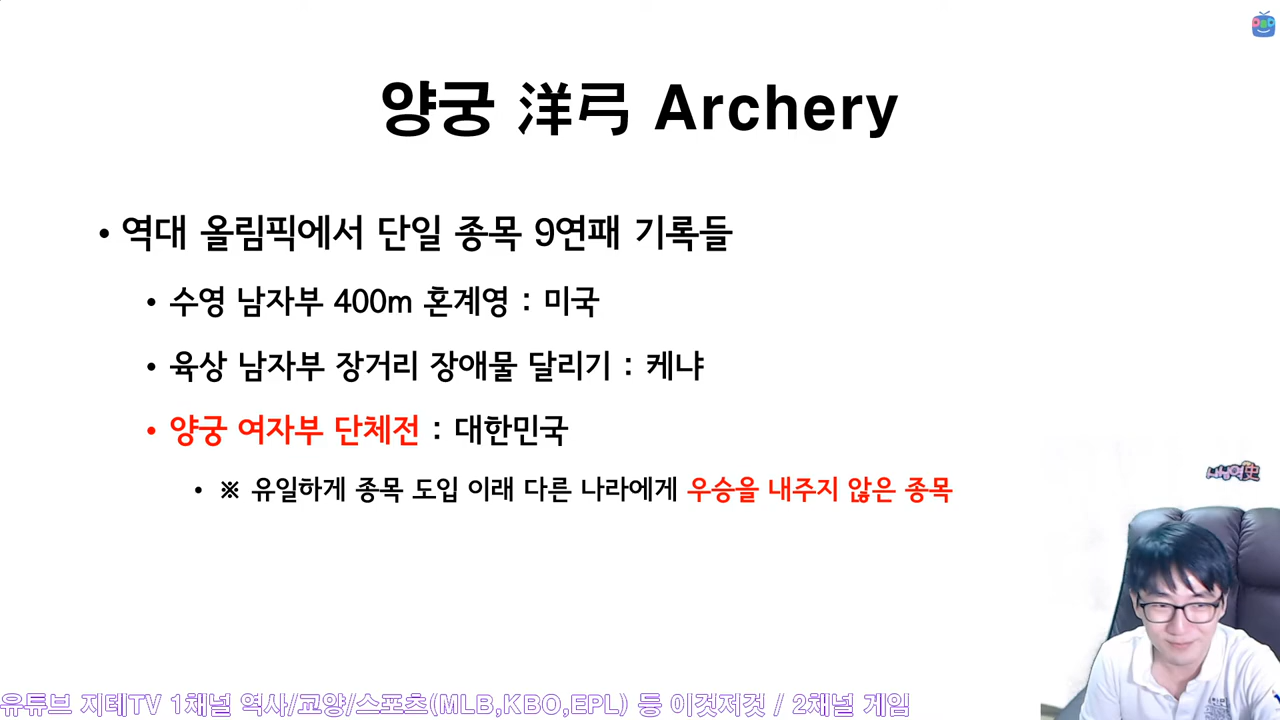 양궁 洋弓 Archery
• 역대 올림픽에서 단일 종목 9연패 기록들
• 수영 남자부 400m 혼계영 : 미국
• 육상 남자부 장거리 장애물 달리기 : 케냐
• 양궁 여자부 단체전 : 대한민국
• ※ 유일하게 종목 도입 이래 다른 나라에게 우승을 내주지 않은 종목
유튜브 지테TV 1채널 역사/교양/스포츠(MLB,KBO,EPL) 등 이것저것 / 2채널 게임